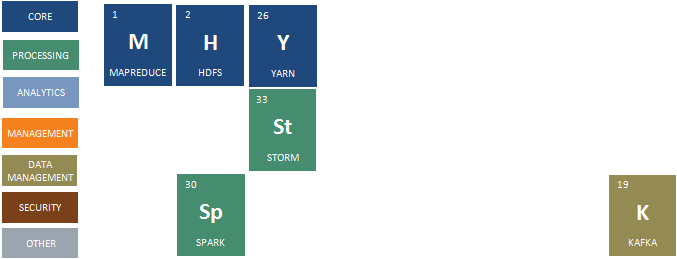 CORE
PROCESSING
ANALYTICS
MANAGEMENT
DATA
MANAGEMENT
SECURITY
OTHER
1
M
MAPREDUCE
2
H
HDFS
26
Y
YARN
33
St
STORM
30
Sp
SPARK
19
K
KAFKA